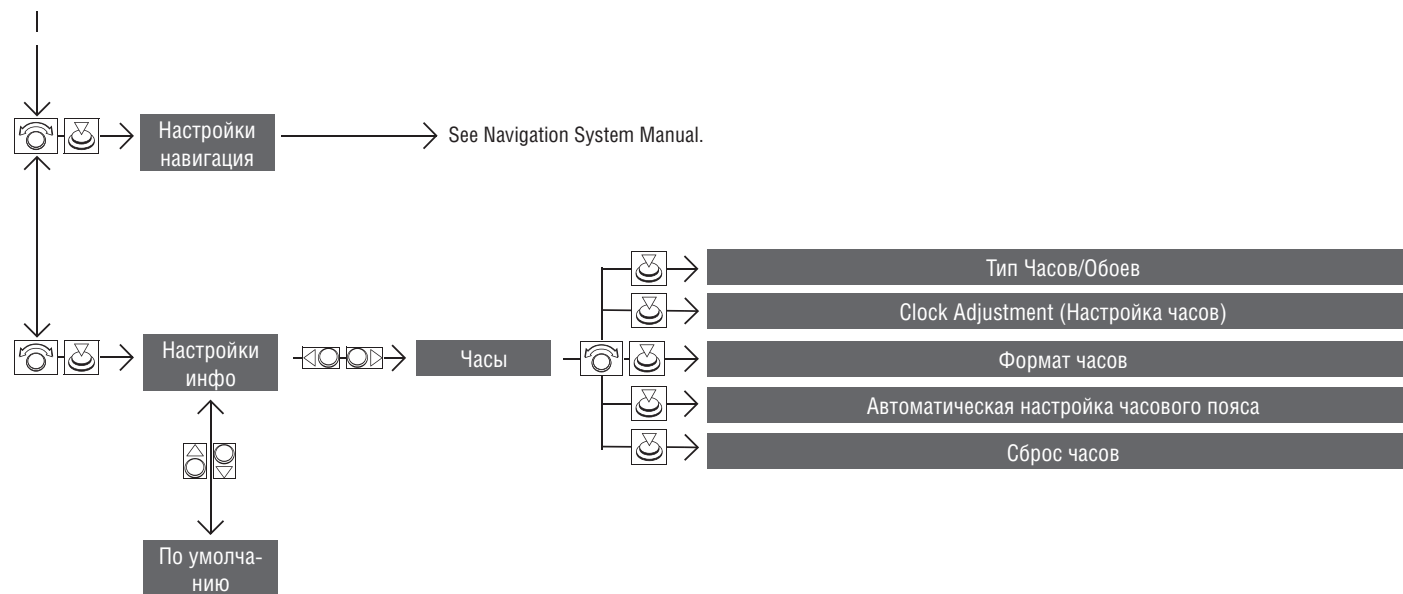 Настройки
навигация
See Navigation System Manual.
Тип Часов/Обоев
Clock Adjustment (Настройка часов)
Настройки
инфо
Часы
Формат часов
Автоматическая настройка часового пояса
Сброс часов
По умолча-
нию